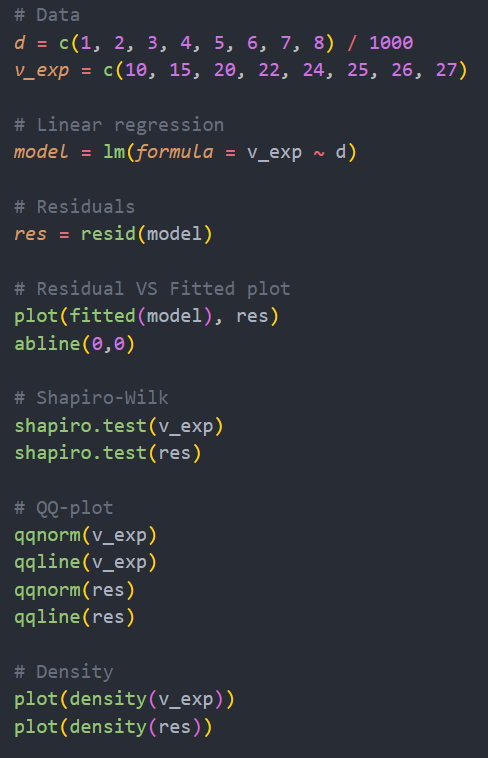 # Data
d = c(1, 2, 3, 4, 5, 6, 7, 8) / 1000
v_exp = c(10, 15, 20, 22, 24, 25, 26, 27)
# Linear regression
model = lm(formula = v_exp ~ d)
# Residuals
res = resid(model)
# Residual VS Fitted plot
plot(fitted(model), res)
abline(0,0)
# Shapiro-Wilk
shapiro.test(v_exp)
shapiro.test(res)
# QQ-plot
qqnorm(v_exp)
qqline(v_exp)
qqnorm(res)
qqline(res)
# Density
plot(density(v_exp))
plot(density(res))